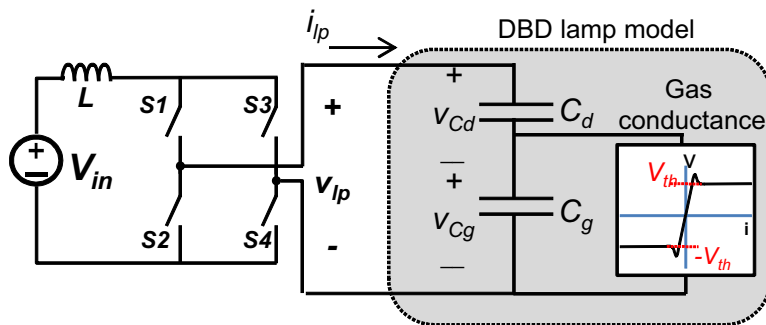 i_lp
DBD lamp model
L
S1
S3
+
+
v_Cd
C_d
Gas
conductance
+
V_in
v_lp
+
v_Cg
C_g
V
V_th
i
-V_th
S2
S4
-